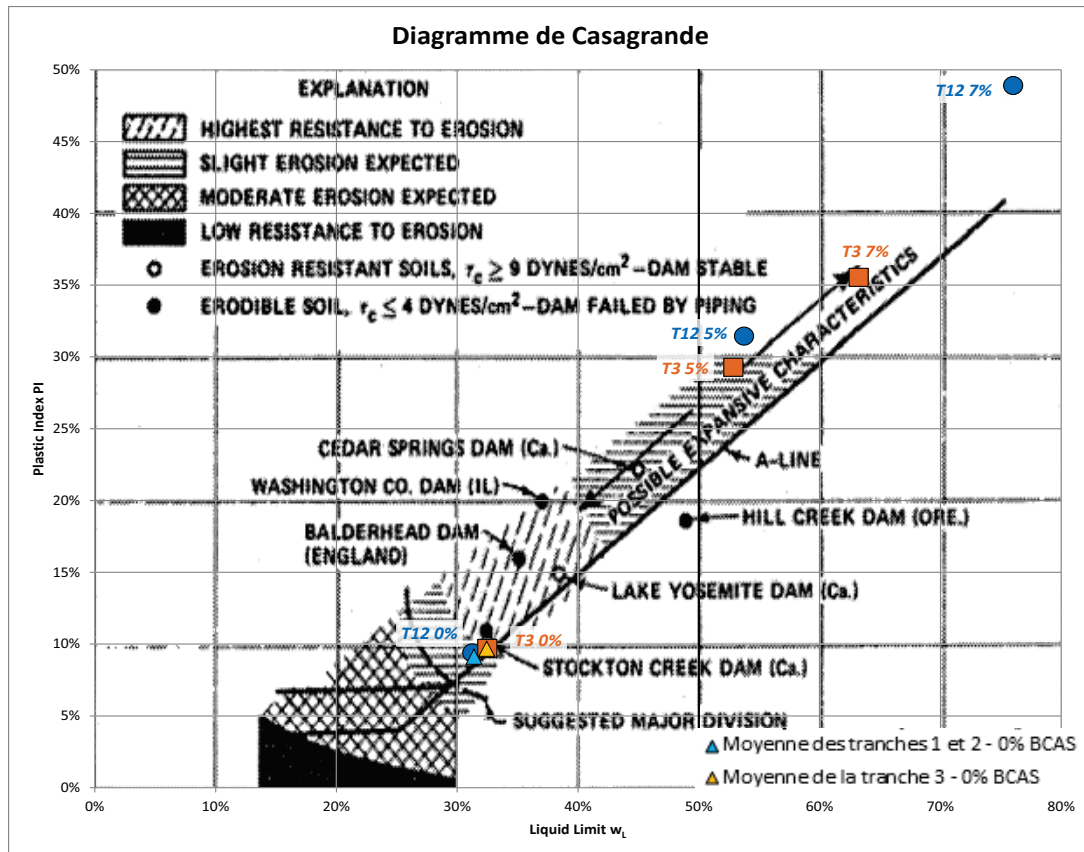 Diagramme de Casagrande
50%
45%
40%
35%
30%
25%
20%
15%
10%
5%
0%
Plastic Index PI
EXPLANATION
HIGHEST RESISTANCE TO EROSION
SLIGHT EROSION EXPECTED
MODERATE EROSION EXPECTED
LOW RESISTANCE TO EROSION
EROSION RESISTANT SOILS, τc ≥ 9 DYNES/cm²–DAM STABLE
ERODIBLE SOIL, τc ≤ 4 DYNES/cm²–DAM FAILED BY PIPING
T12 7%
T3 7%
T12 5%
T3 5%
POSSIBLE EXPANSIVE CHARACTERISTICS
CEDAR SPRINGS DAM (Ca.)
A-LINE
WASHINGTON CO. DAM (IL)
HILL CREEK DAM (ORE.)
BALDERHEAD DAM
(ENGLAND)
LAKE YOSEMITE DAM (Ca.)
T12 0%
T3 0%
STOCKTON CREEK DAM (Ca.)
SUGGESTED MAJOR DIVISION
Moyenne des tranches 1 et 2 - 0% BCAS
Moyenne de la tranche 3 - 0% BCAS
0%
10%
20%
30%
40%
50%
60%
70%
80%
Liquid Limit wL